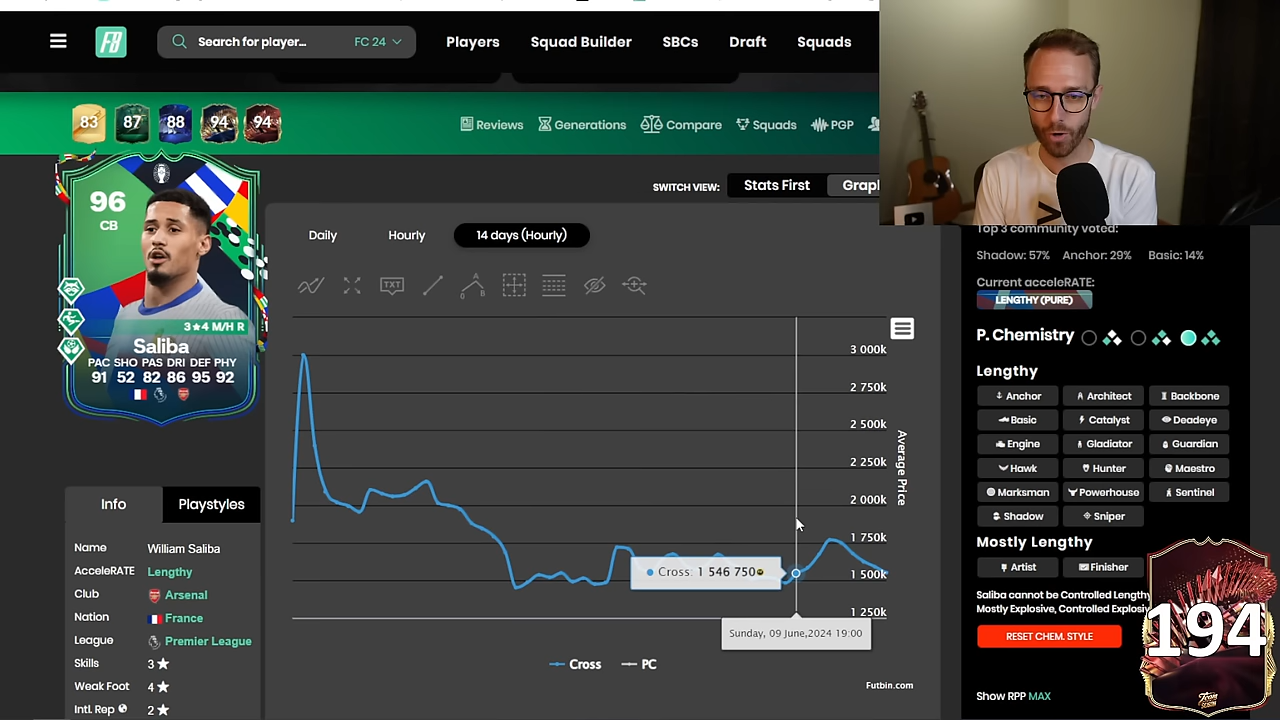 FB
Search for player...
FC 24
Players
Squad Builder
SBCs
Draft
Squads
83
87
88
94
94
Reviews
Generations
Compare
Squads
PGP
SWITCH VIEW:
Stats First
Grap
96
CB
3★4 M/H R
Saliba
PAC SHO PAS DRI DEF PHY
91 52 82 86 95 92
Daily
Hourly
14 days (Hourly)
TXT
A
B
3 000k
2 750k
2 500k
2 250k
2 000k
1 750k
1 500k
1 250k
Average Price
Cross: 1 546 750
Sunday, 09 June,2024 19:00
Cross
PC
Futbin.com
Info
Playstyles
Name
William Saliba
AcceleRATE
Lengthy
Club
Arsenal
Nation
France
League
Premier League
Skills
3★
Weak Foot
4★
Intl. Rep
2★
Top 3 community voted:
Shadow: 57% Anchor: 29% Basic: 14%
Current acceleRATE:
LENGTHY (PURE)
P. Chemistry
Lengthy
Anchor
Architect
Backbone
Basic
Catalyst
Deadeye
Engine
Gladiator
Guardian
Hawk
Hunter
Maestro
Marksman
Powerhouse
Sentinel
Shadow
Sniper
Mostly Lengthy
Artist
Finisher
Saliba cannot be Controlled Lengthy
Mostly Explosive, Controlled Explosiv
RESET CHEM. STYLE
Show RPP MAX
194